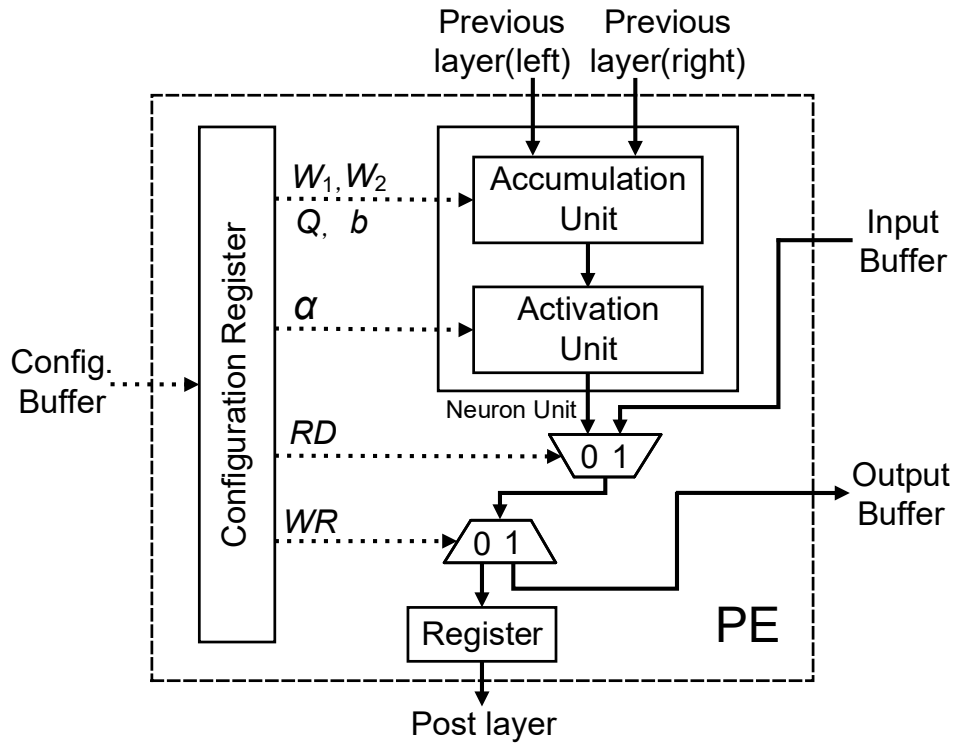 Previous
layer(left)
Previous
layer(right)
W1, W2
Q, b
Accumulation
Unit
Input
Buffer
Configuration Register
α
Activation
Unit
Config.
Buffer
Neuron Unit
RD
0 1
Output
Buffer
WR
0 1
Register
PE
Post layer